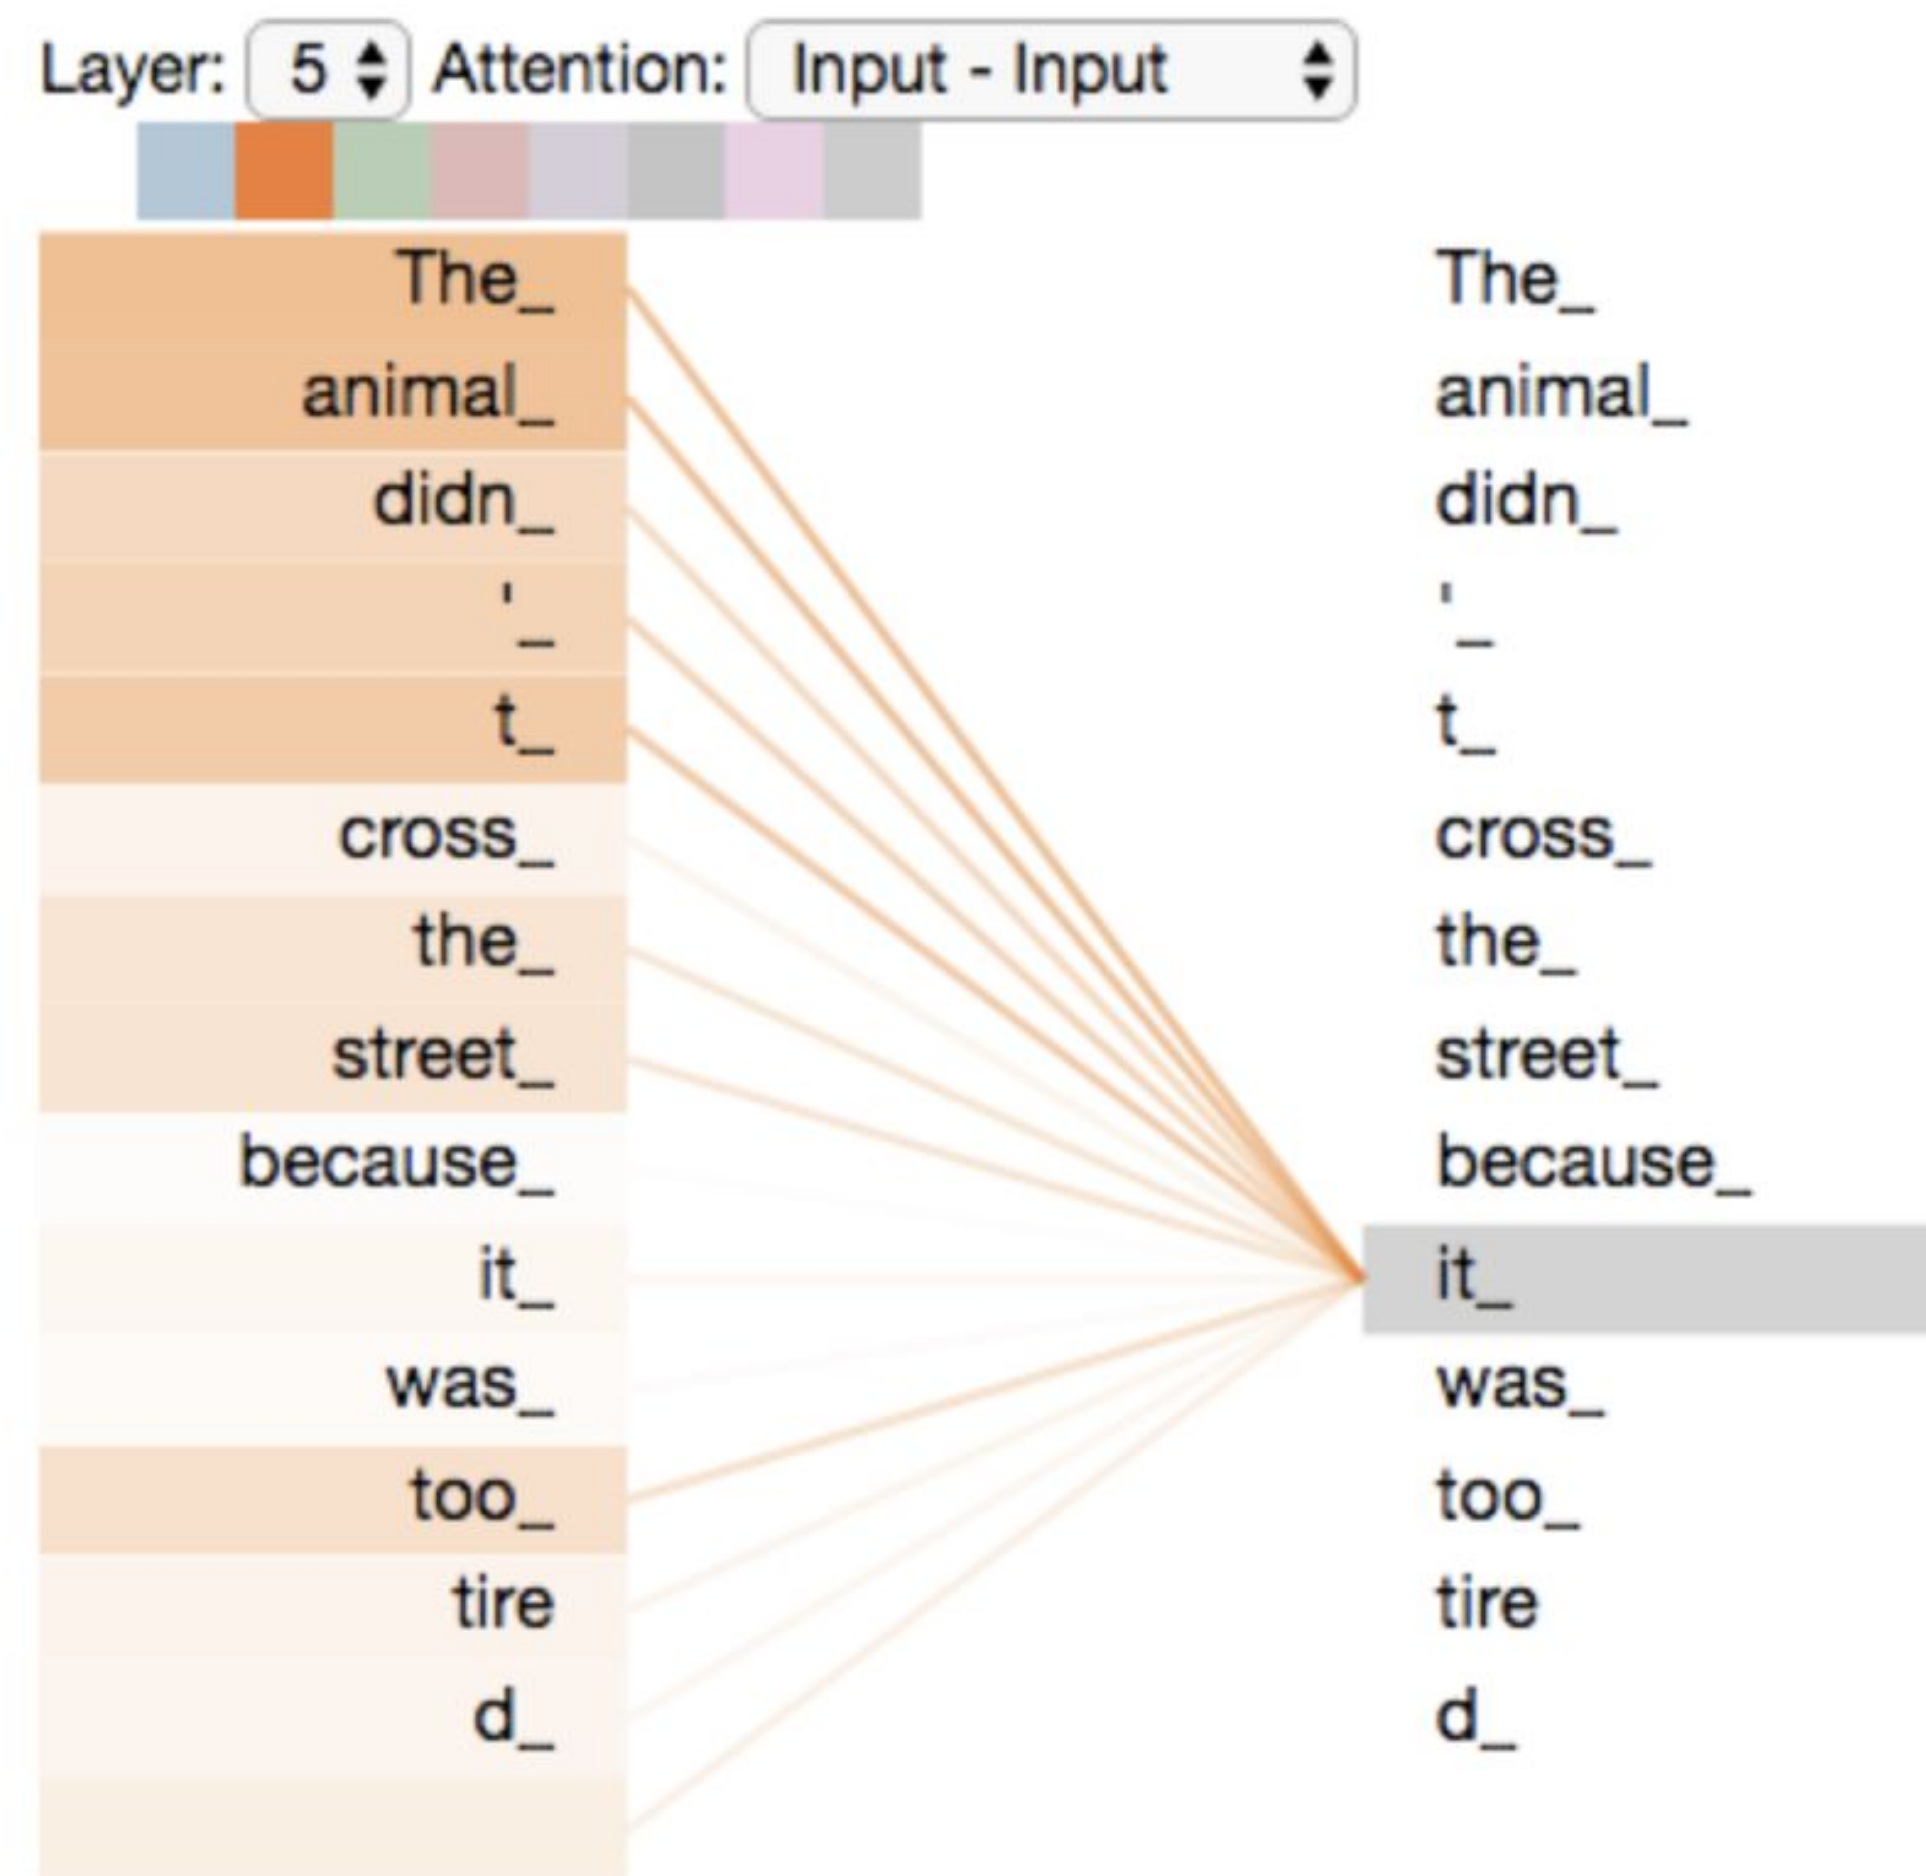 Layer: 5 Attention: Input - Input
The_ The_
animal_ animal_
didn_ didn_
'_ '_
t_ t_
cross_ cross_
the_ the_
street_ street_
because_ because_
it_ it_
was_ was_
too_ too_
tire tire
d_ d_